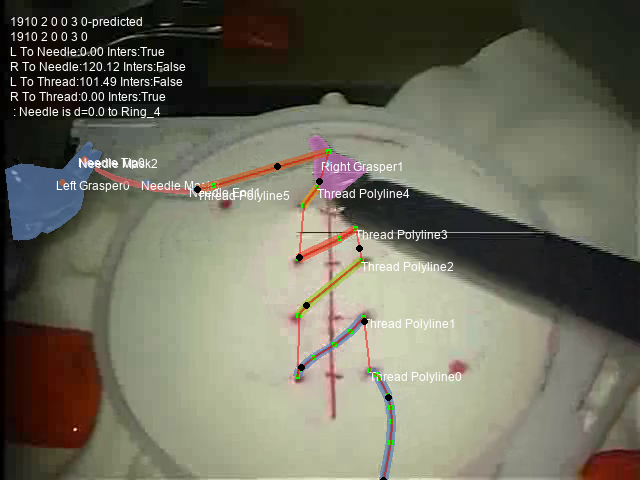 1910 2 0 0 3 0-predicted
1910 2 0 0 3 0
L To Needle:0.00 Inters:True
R To Needle:120.12 Inters:False
L To Thread:101.49 Inters:False
R To Thread:0.00 Inters:True
: Needle is d=0.0 to Ring_4
Right Grasper1
Left Grasper0
Thread Polyline5
Thread Polyline4
Thread Polyline3
Thread Polyline2
Thread Polyline1
Thread Polyline0